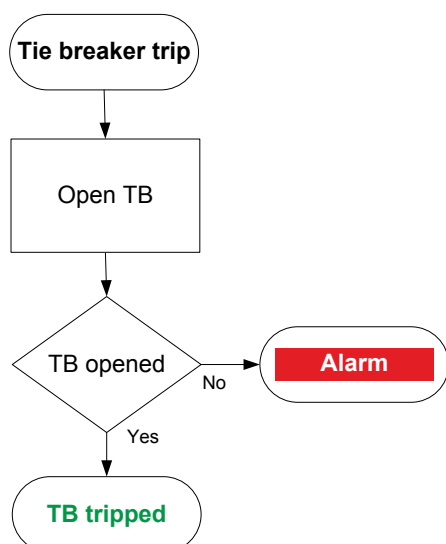 Tie breaker trip
Open TB
TB opened
No
Alarm
Yes
TB tripped